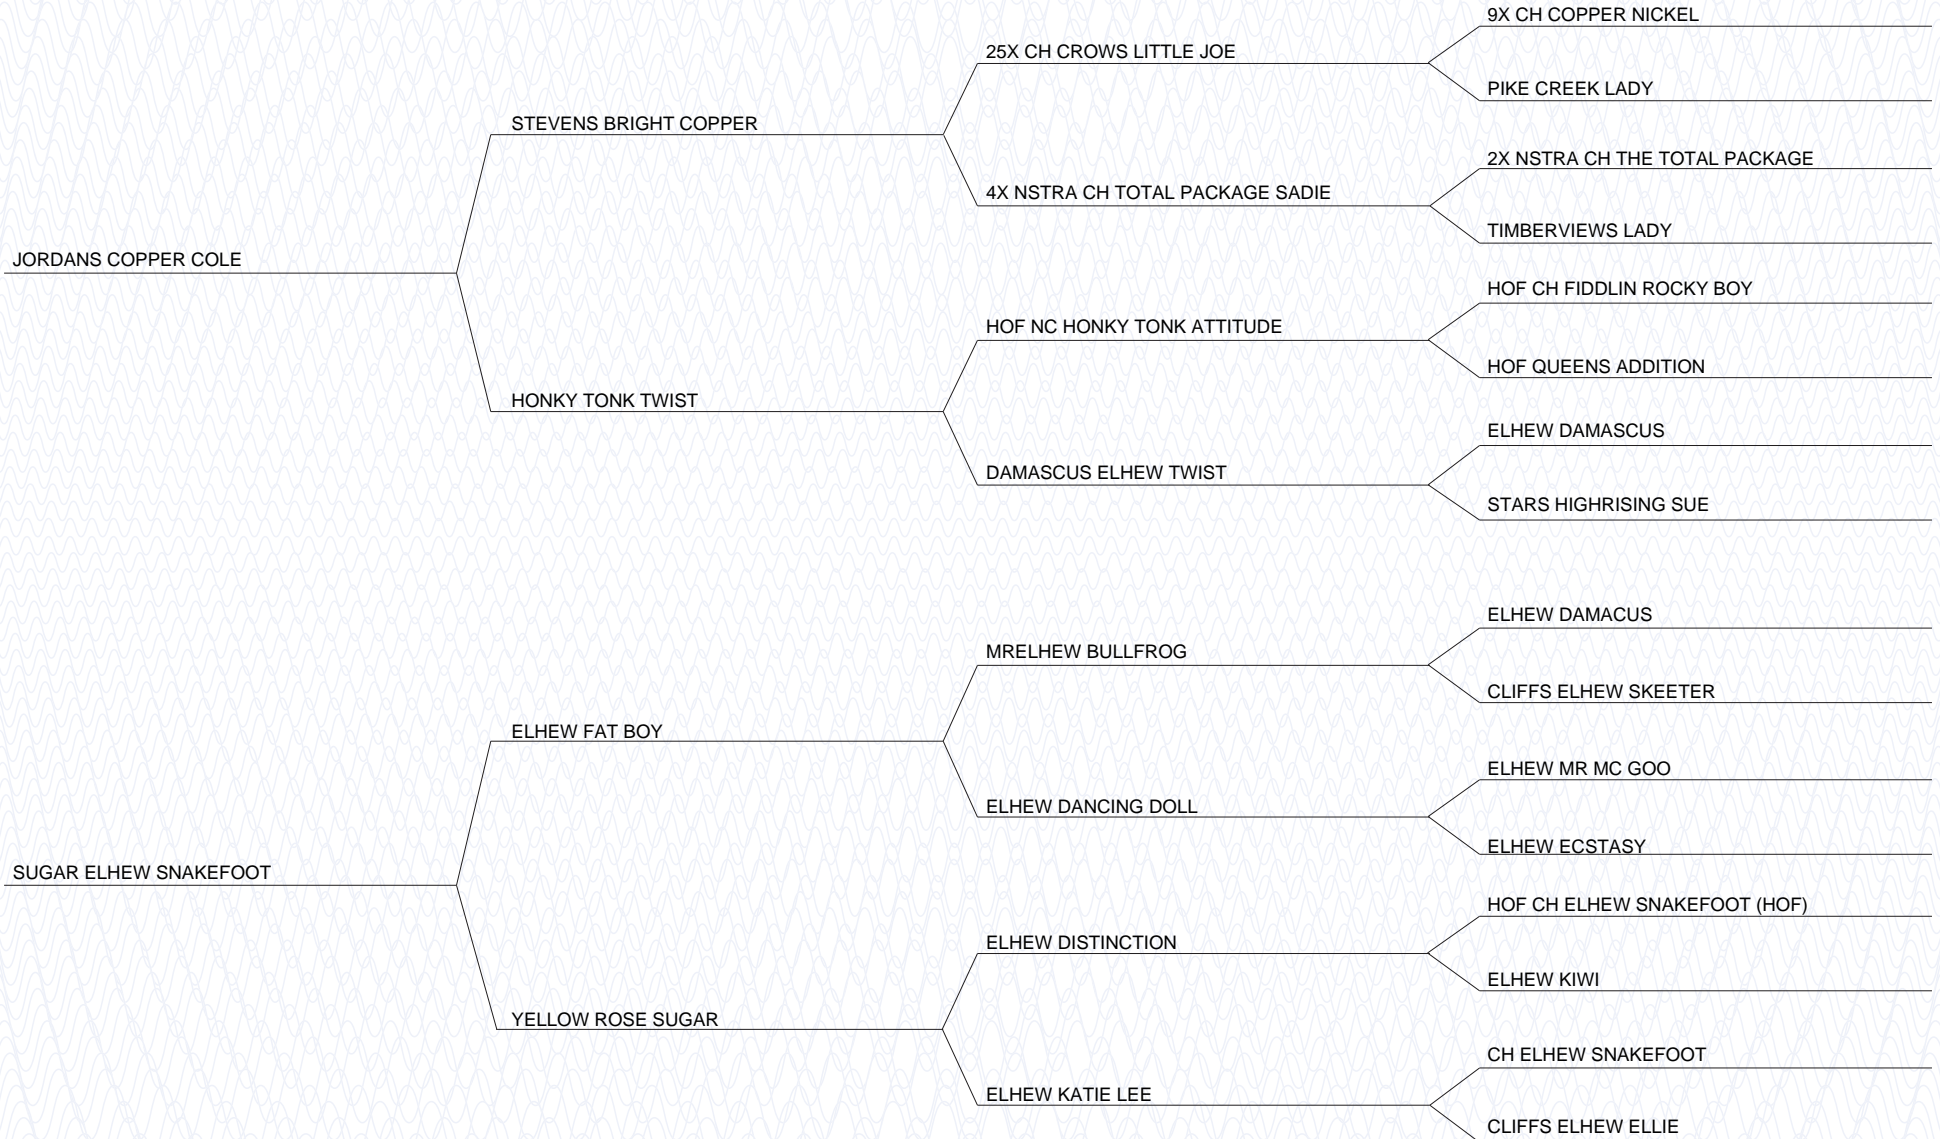 9X CH COPPER NICKEL
25X CH CROWS LITTLE JOE
PIKE CREEK LADY
STEVENS BRIGHT COPPER
2X NSTRA CH THE TOTAL PACKAGE
4X NSTRA CH TOTAL PACKAGE SADIE
TIMBERVIEWS LADY
JORDANS COPPER COLE
HOF CH FIDDLIN ROCKY BOY
HOF NC HONKY TONK ATTITUDE
HOF QUEENS ADDITION
HONKY TONK TWIST
ELHEW DAMASCUS
DAMASCUS ELHEW TWIST
STARS HIGHRISING SUE
ELHEW DAMACUS
MRELHEW BULLFROG
CLIFFS ELHEW SKEETER
ELHEW FAT BOY
ELHEW MR MC GOO
ELHEW DANCING DOLL
ELHEW ECSTASY
SUGAR ELHEW SNAKEFOOT
HOF CH ELHEW SNAKEFOOT (HOF)
ELHEW DISTINCTION
ELHEW KIWI
YELLOW ROSE SUGAR
CH ELHEW SNAKEFOOT
ELHEW KATIE LEE
CLIFFS ELHEW ELLIE